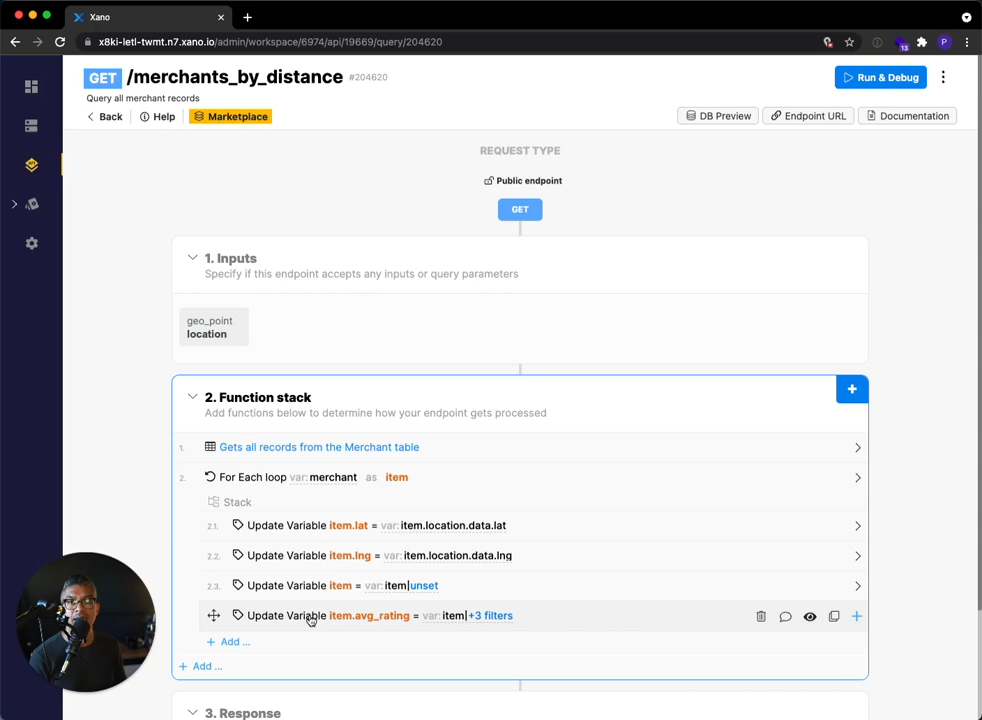 Xano
x8ki-letl-twmt.n7.xano.io/admin/workspace/6974/api/19669/query/204620
13
P
GET /merchants_by_distance #204620
Run & Debug
Query all merchant records
Back Help Marketplace
DB Preview Endpoint URL Documentation
REQUEST TYPE
Public endpoint
GET
1. Inputs
Specify if this endpoint accepts any inputs or query parameters
geo_point
location
2. Function stack
Add functions below to determine how your endpoint gets processed
1. Gets all records from the Merchant table
2. For Each loop var:merchant as item
Stack
2.1. Update Variable item.lat = var:item.location.data.lat
2.2. Update Variable item.lng = var:item.location.data.lng
2.3. Update Variable item = var:item|unset
Update Variable item.avg_rating = var:item|+3 filters
+ Add ...
+ Add ...
3. Response